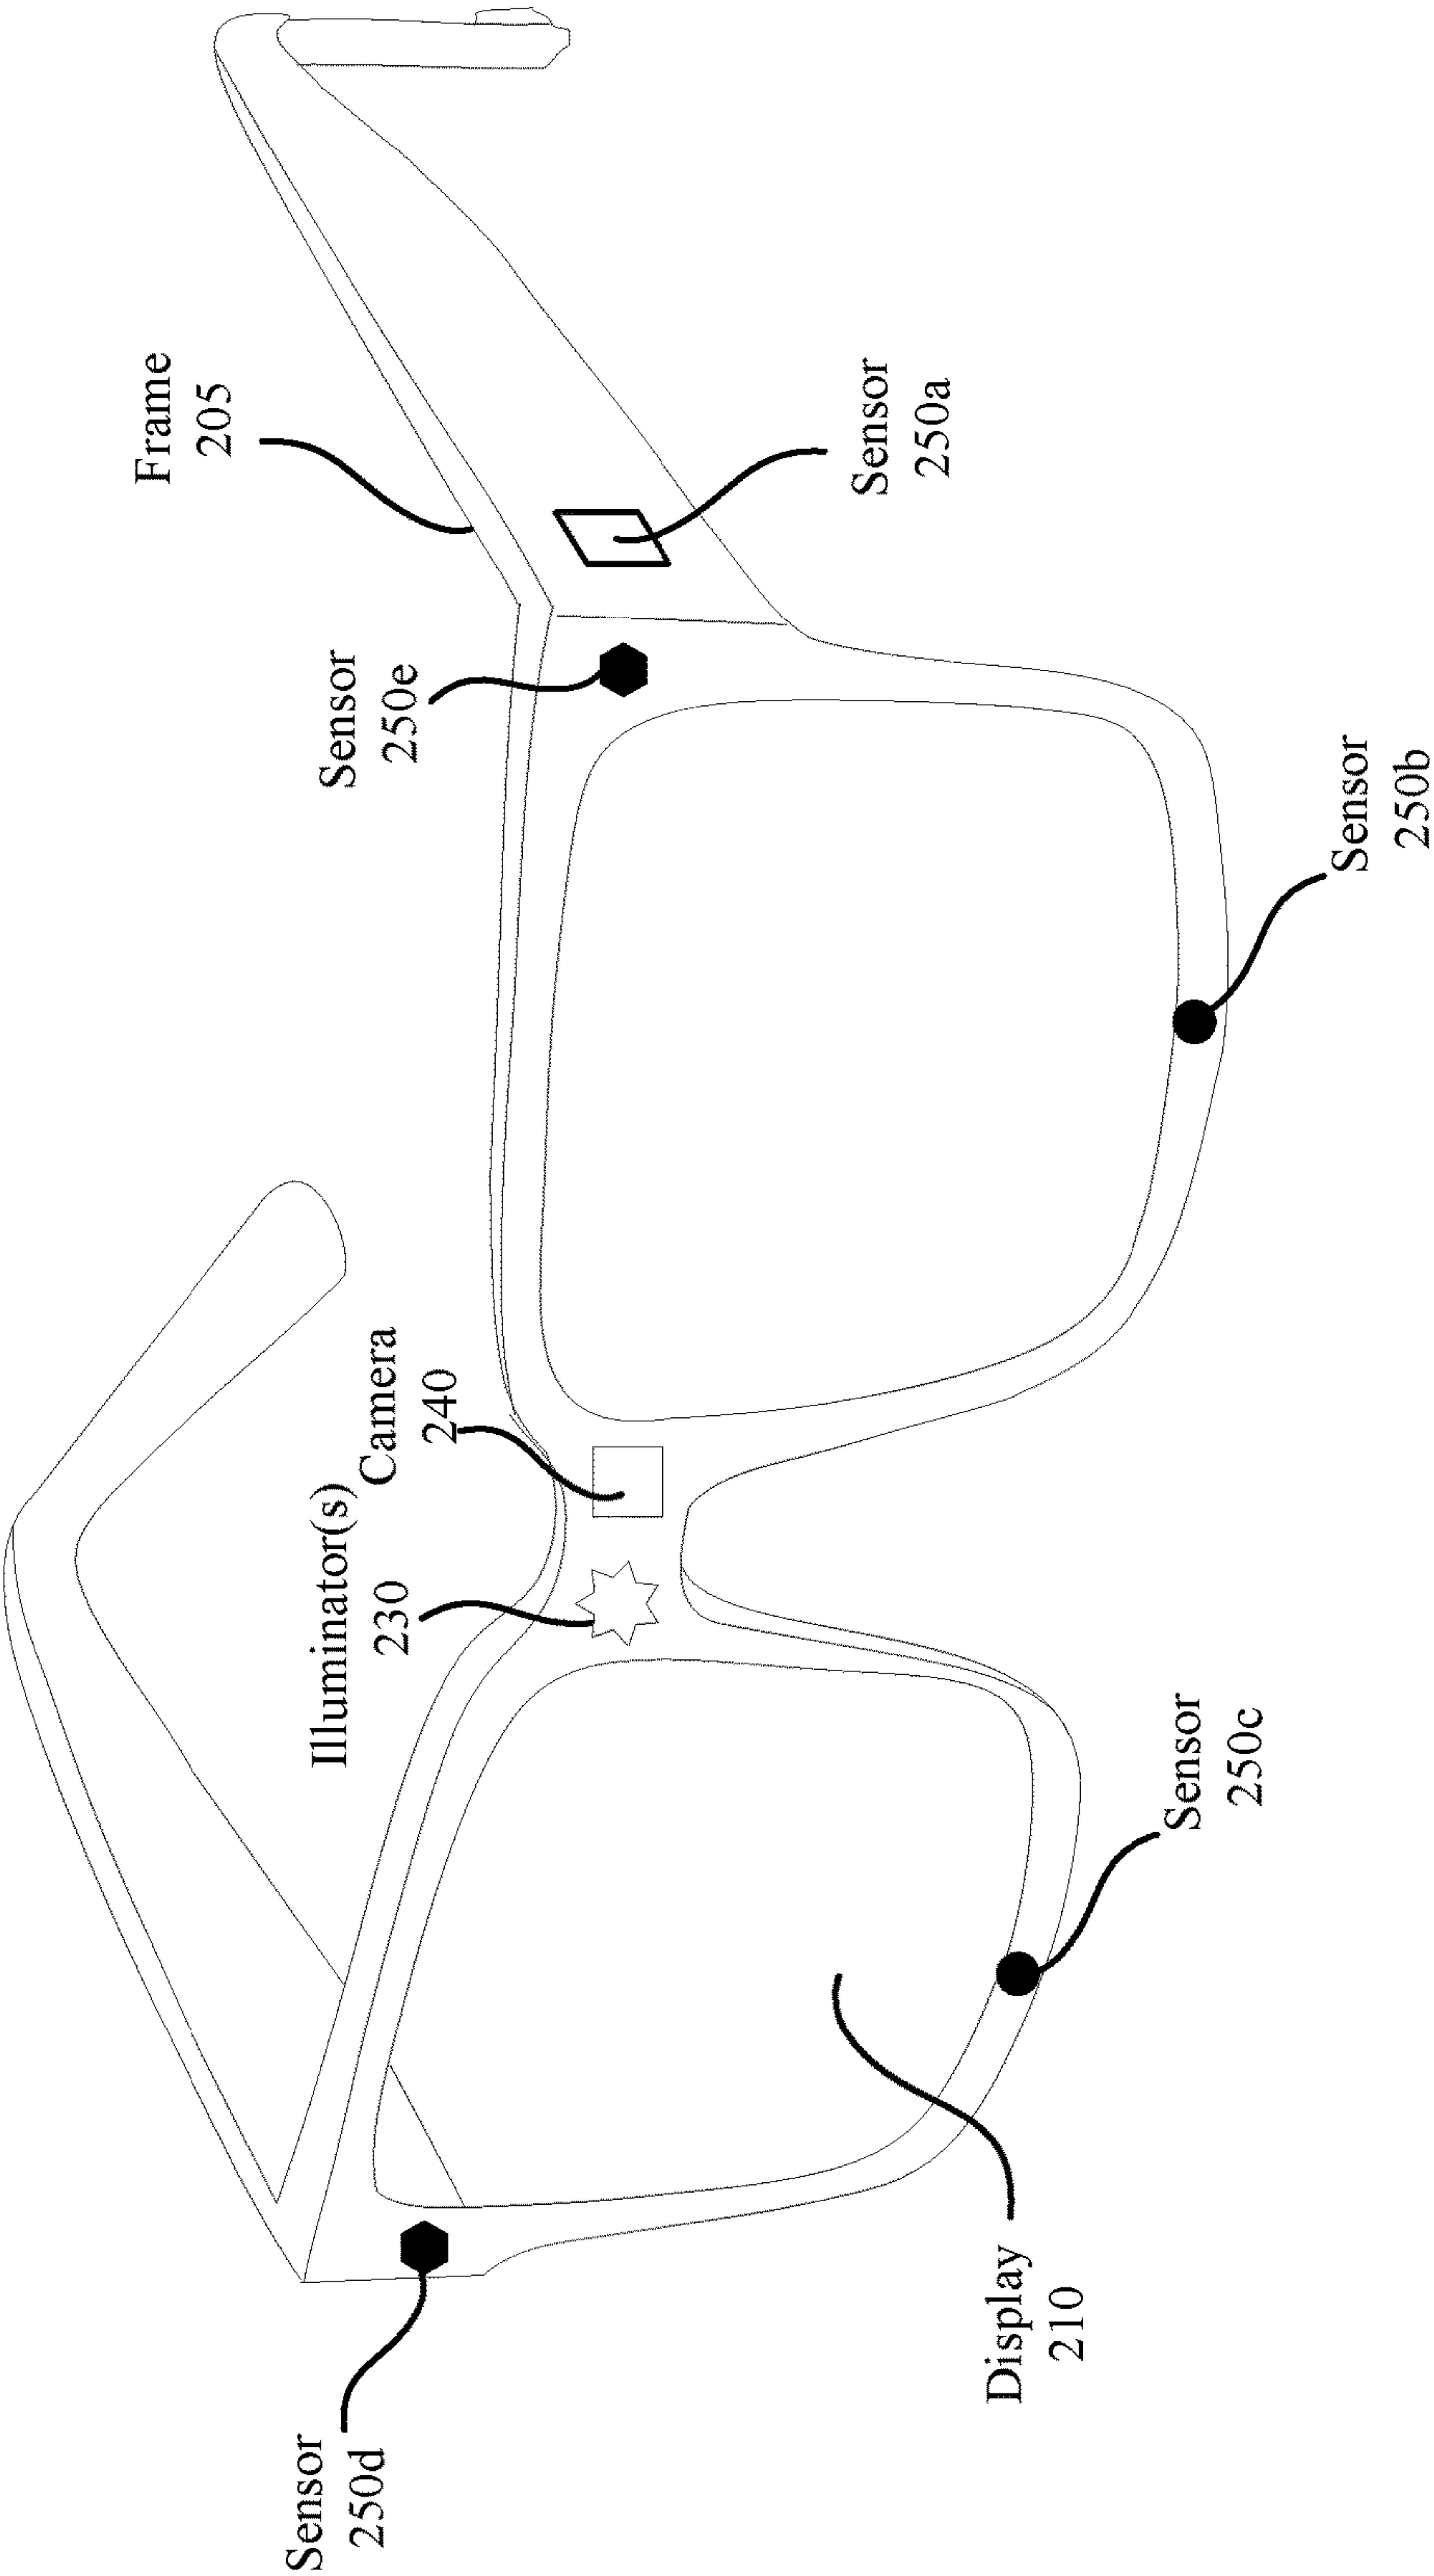 Frame
205
Sensor
250d
Illuminator(s)
230
Camera
240
Sensor
250e
Sensor
250a
Display
210
Sensor
250c
Sensor
250b